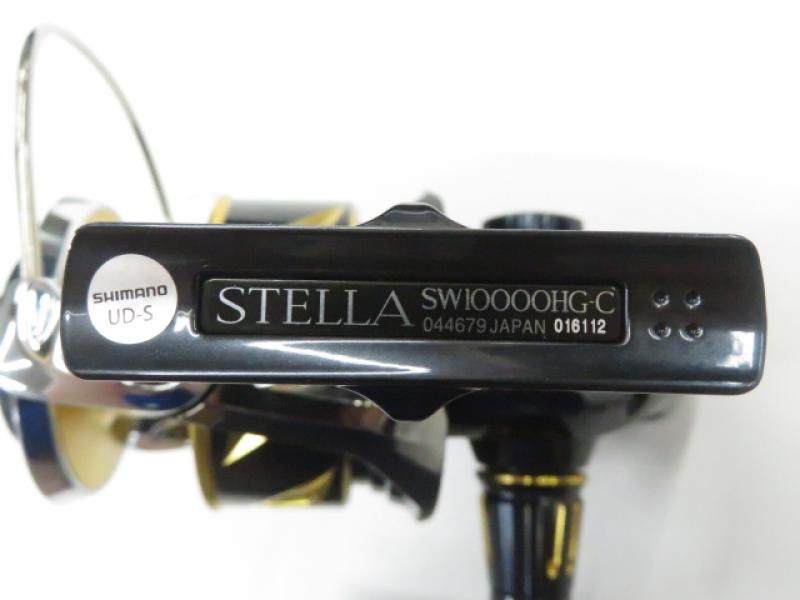 SHIMANO
UD-S
STELLA
SW10000HG-C
044679 JAPAN 016112